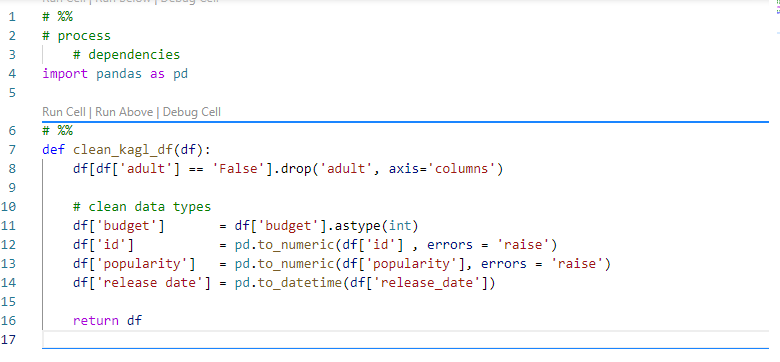 Run Cell | Run Below | Debug Cell
1 # %%
2 # process
3 # dependencies
4 import pandas as pd
5
Run Cell | Run Above | Debug Cell
6 # %%
7 def clean_kagl_df(df):
8 df[df['adult'] == 'False'].drop('adult', axis='columns')
9
10 # clean data types
11 df['budget'] = df['budget'].astype(int)
12 df['id'] = pd.to_numeric(df['id'] , errors = 'raise')
13 df['popularity'] = pd.to_numeric(df['popularity'], errors = 'raise')
14 df['release date'] = pd.to_datetime(df['release_date'])
15
16 return df
17